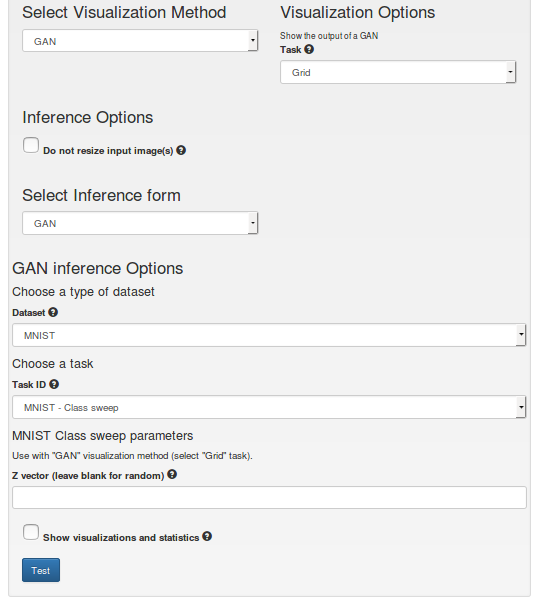 Select Visualization Method
GAN
Visualization Options
Show the output of a GAN
Task
Grid
Inference Options
Do not resize input image(s)
Select Inference form
GAN
GAN inference Options
Choose a type of dataset
Dataset
MNIST
Choose a task
Task ID
MNIST - Class sweep
MNIST Class sweep parameters
Use with "GAN" visualization method (select "Grid" task).
Z vector (leave blank for random)
Show visualizations and statistics
Test